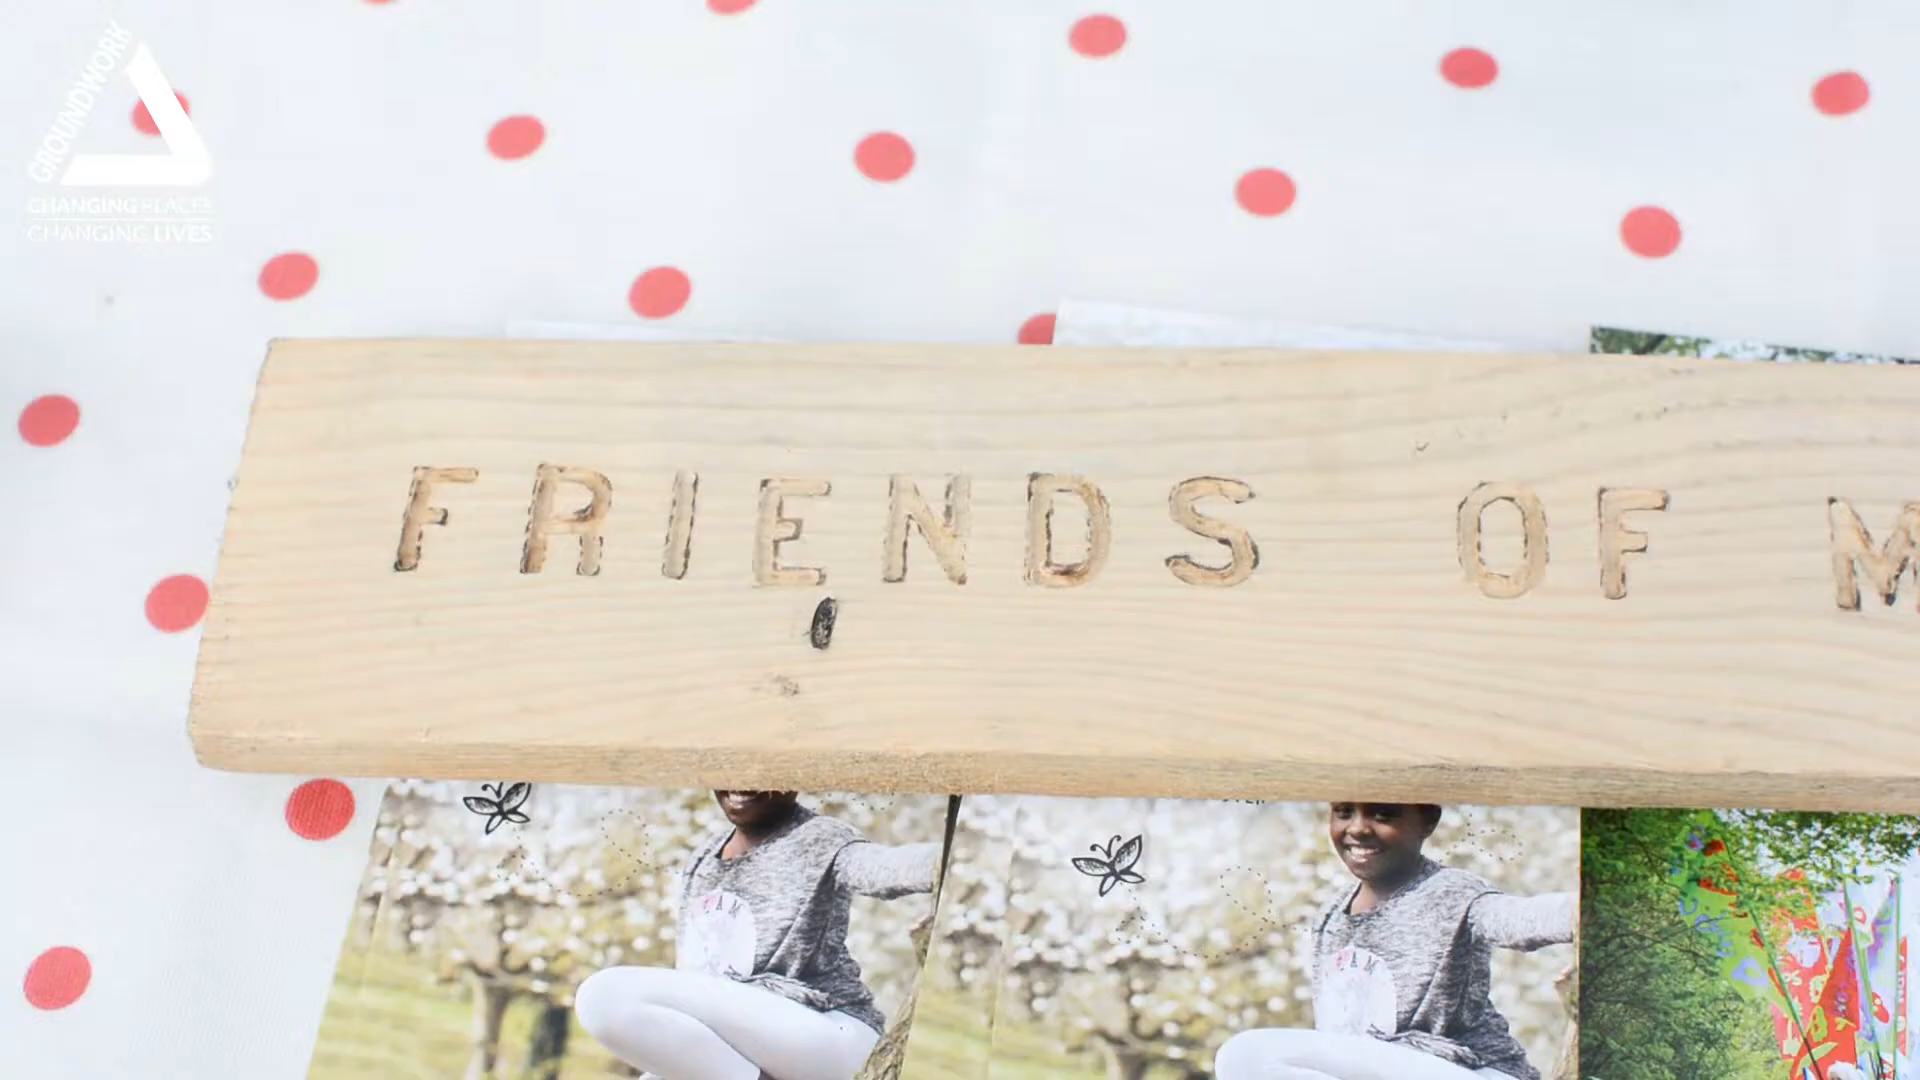 GROUNDWORK
CHANGING PLACES
CHANGING LIVES
FRIENDS OF M